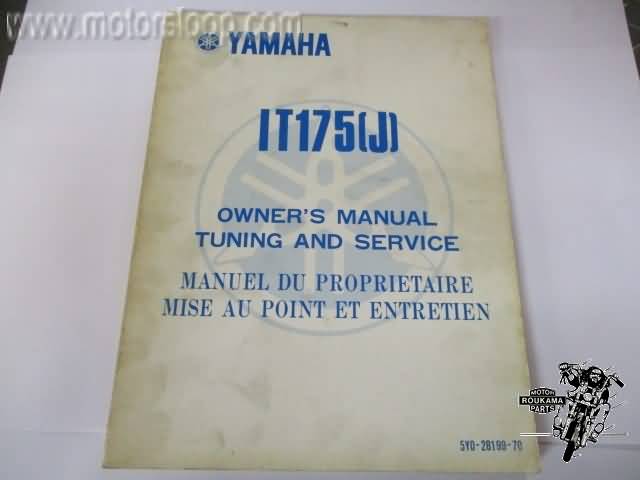 www.motorsloop.com
YAMAHA
IT175(J)
OWNER'S MANUAL
TUNING AND SERVICE
MANUEL DU PROPRIETAIRE
MISE AU POINT ET ENTRETIEN
MOTON
ROUKAMA
PARTS
5Y0-28199-70